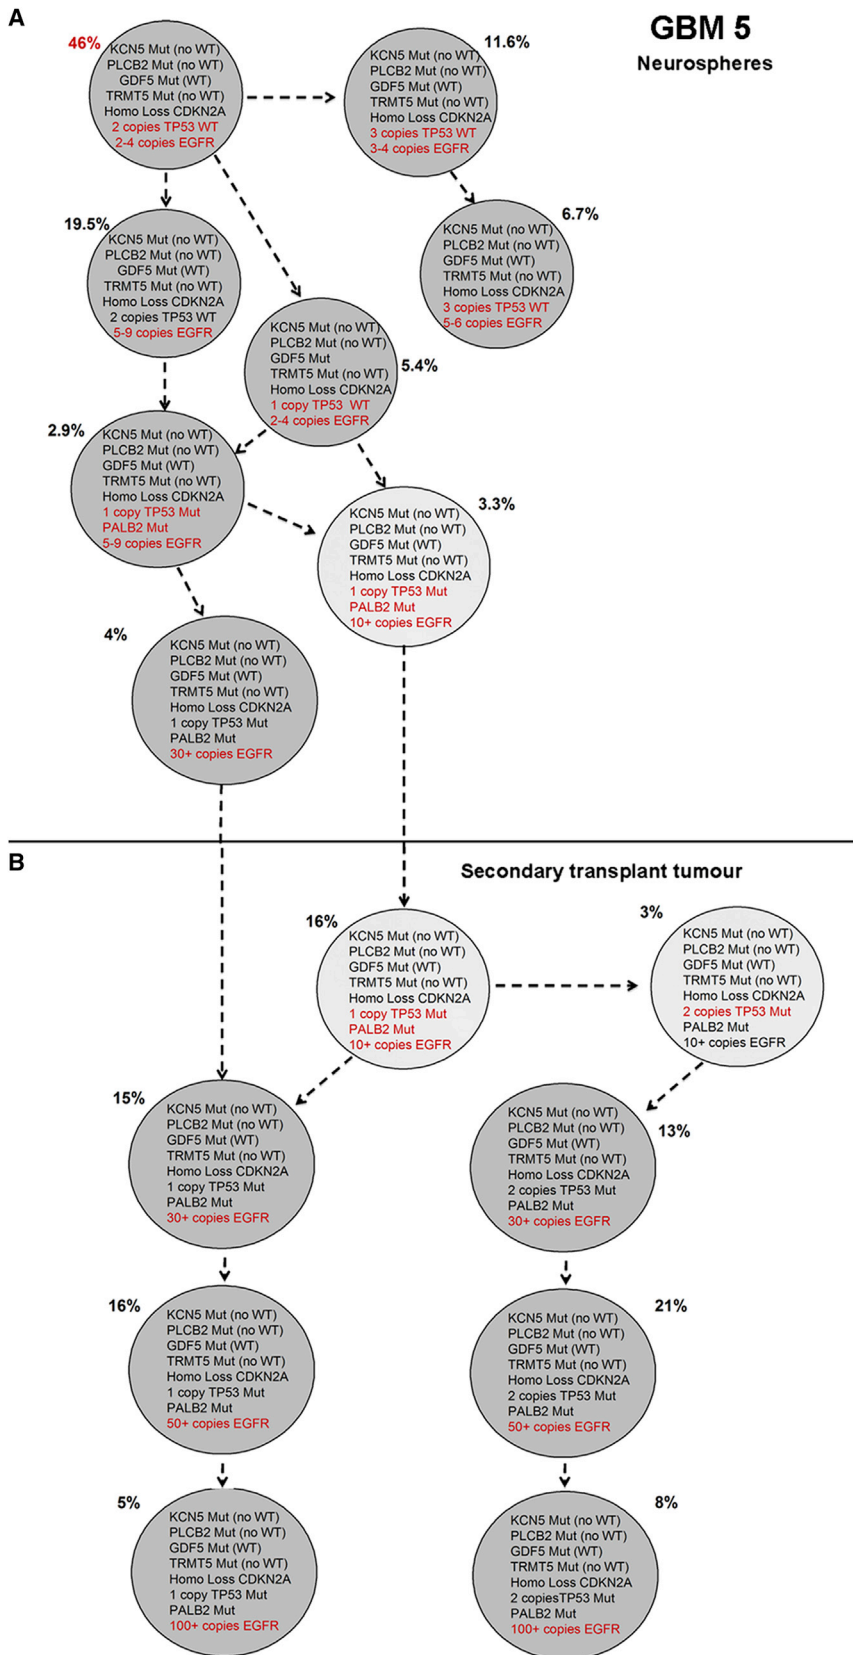 A
GBM 5
Neurospheres
46%
KCN5 Mut (no WT)
PLCB2 Mut (no WT)
GDF5 Mut (WT)
TRMT5 Mut (no WT)
Homo Loss CDKN2A
2 copies TP53 WT
2-4 copies EGFR
11.6%
KCN5 Mut (no WT)
PLCB2 Mut (no WT)
GDF5 Mut (WT)
TRMT5 Mut (no WT)
Homo Loss CDKN2A
3 copies TP53 WT
3-4 copies EGFR
19.5%
KCN5 Mut (no WT)
PLCB2 Mut (no WT)
GDF5 Mut (WT)
TRMT5 Mut (no WT)
Homo Loss CDKN2A
2 copies TP53 WT
5-9 copies EGFR
6.7%
KCN5 Mut (no WT)
PLCB2 Mut (no WT)
GDF5 Mut (WT)
TRMT5 Mut (no WT)
Homo Loss CDKN2A
3 copies TP53 WT
5-6 copies EGFR
5.4%
KCN5 Mut (no WT)
PLCB2 Mut (no WT)
GDF5 Mut
TRMT5 Mut (no WT)
Homo Loss CDKN2A
1 copy TP53 WT
2-4 copies EGFR
2.9%
KCN5 Mut (no WT)
PLCB2 Mut (no WT)
GDF5 Mut (WT)
TRMT5 Mut (no WT)
Homo Loss CDKN2A
1 copy TP53 Mut
PALB2 Mut
5-9 copies EGFR
3.3%
KCN5 Mut (no WT)
PLCB2 Mut (no WT)
GDF5 Mut (WT)
TRMT5 Mut (no WT)
Homo Loss CDKN2A
1 copy TP53 Mut
PALB2 Mut
10+ copies EGFR
4%
KCN5 Mut (no WT)
PLCB2 Mut (no WT)
GDF5 Mut (WT)
TRMT5 Mut (no WT)
Homo Loss CDKN2A
1 copy TP53 Mut
PALB2 Mut
30+ copies EGFR
B
Secondary transplant tumour
16%
KCN5 Mut (no WT)
PLCB2 Mut (no WT)
GDF5 Mut (WT)
TRMT5 Mut (no WT)
Homo Loss CDKN2A
1 copy TP53 Mut
PALB2 Mut
10+ copies EGFR
3%
KCN5 Mut (no WT)
PLCB2 Mut (no WT)
GDF5 Mut (WT)
TRMT5 Mut (no WT)
Homo Loss CDKN2A
2 copies TP53 Mut
PALB2 Mut
10+ copies EGFR
15%
KCN5 Mut (no WT)
PLCB2 Mut (no WT)
GDF5 Mut (WT)
TRMT5 Mut (no WT)
Homo Loss CDKN2A
1 copy TP53 Mut
PALB2 Mut
30+ copies EGFR
13%
KCN5 Mut (no WT)
PLCB2 Mut (no WT)
GDF5 Mut (WT)
TRMT5 Mut (no WT)
Homo Loss CDKN2A
2 copies TP53 Mut
PALB2 Mut
30+ copies EGFR
16%
KCN5 Mut (no WT)
PLCB2 Mut (no WT)
GDF5 Mut (WT)
TRMT5 Mut (no WT)
Homo Loss CDKN2A
1 copy TP53 Mut
PALB2 Mut
50+ copies EGFR
21%
KCN5 Mut (no WT)
PLCB2 Mut (no WT)
GDF5 Mut (WT)
TRMT5 Mut (no WT)
Homo Loss CDKN2A
2 copies TP53 Mut
PALB2 Mut
50+ copies EGFR
5%
KCN5 Mut (no WT)
PLCB2 Mut (no WT)
GDF5 Mut (WT)
TRMT5 Mut (no WT)
Homo Loss CDKN2A
1 copy TP53 Mut
PALB2 Mut
100+ copies EGFR
8%
KCN5 Mut (no WT)
PLCB2 Mut (no WT)
GDF5 Mut (WT)
TRMT5 Mut (no WT)
Homo Loss CDKN2A
2 copiesTP53 Mut
PALB2 Mut
100+ copies EGFR